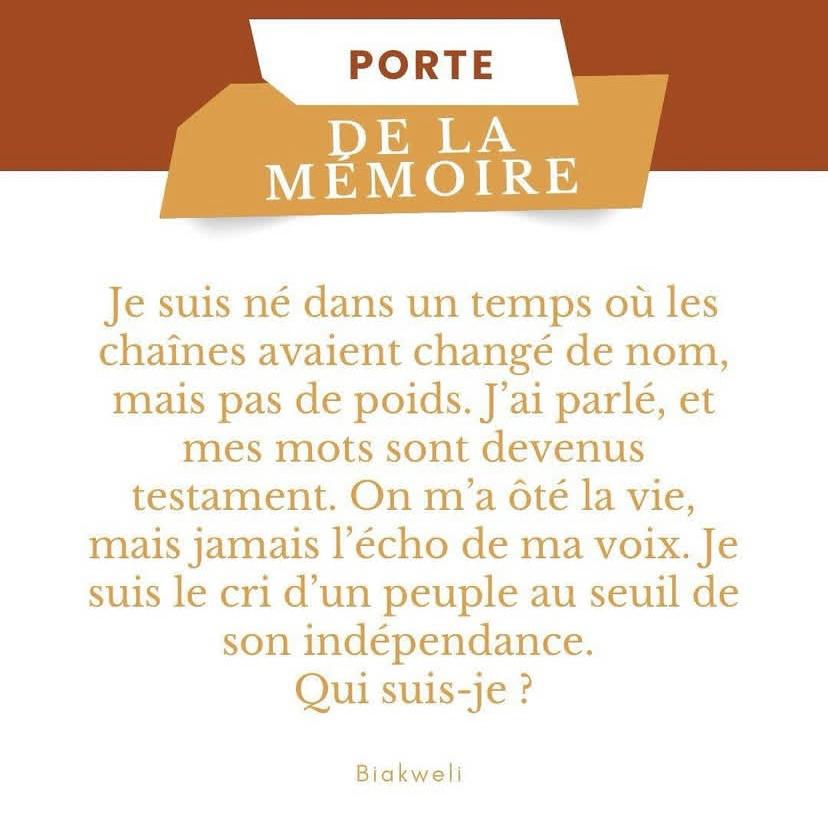 PORTE
DE LA
MÉMOIRE
Je suis né dans un temps où les
chaînes avaient changé de nom,
mais pas de poids. J’ai parlé, et
mes mots sont devenus
testament. On m’a ôté la vie,
mais jamais l’écho de ma voix. Je
suis le cri d’un peuple au seuil de
son indépendance.
Qui suis-je ?
Biakweli